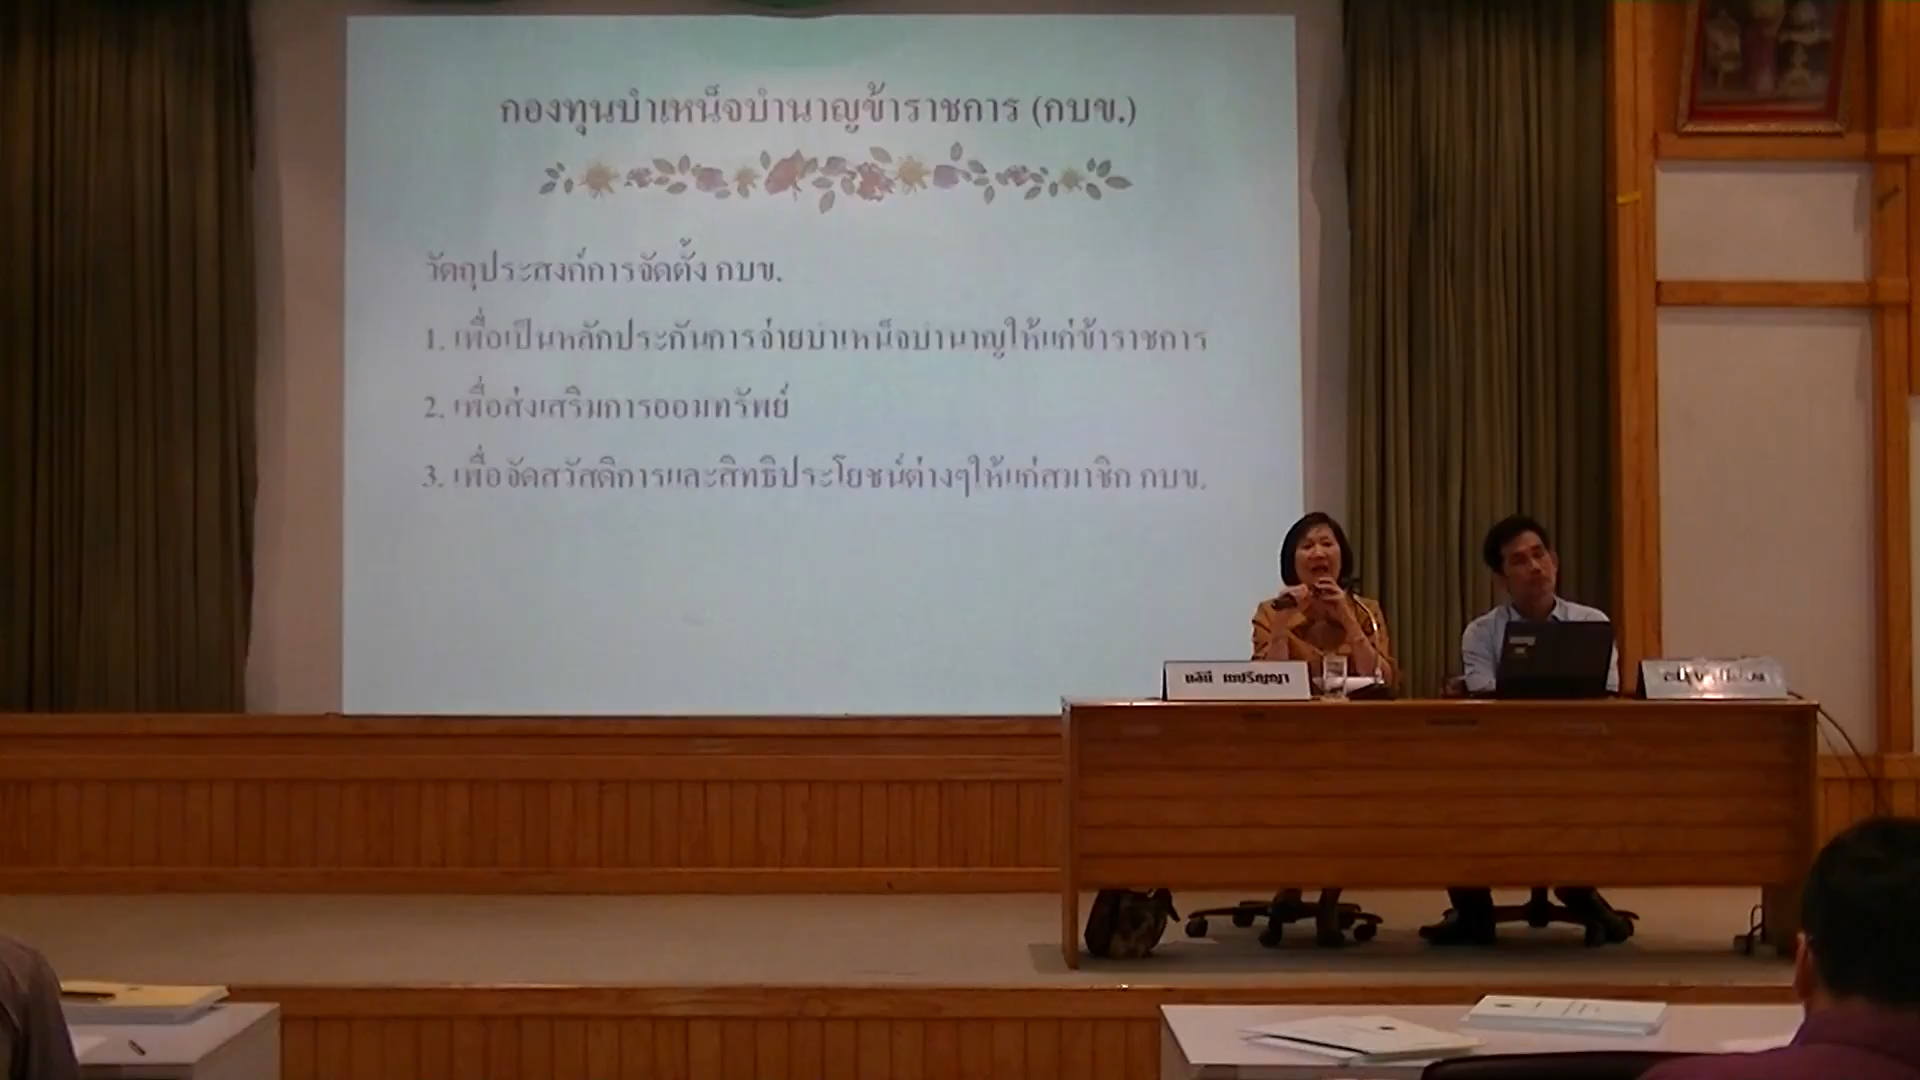 กองทุนบำเหน็จบำนาญข้าราชการ (กบข.)
วัตถุประสงค์การจัดตั้ง กบข.
1. เพื่อเป็นหลักประกันการจ่ายบำเหน็จบำนาญให้แก่ข้าราชการ
2. เพื่อส่งเสริมการออมทรัพย์
3. เพื่อจัดสวัสดิการและสิทธิประโยชน์ต่างๆให้แก่สมาชิก กบข.